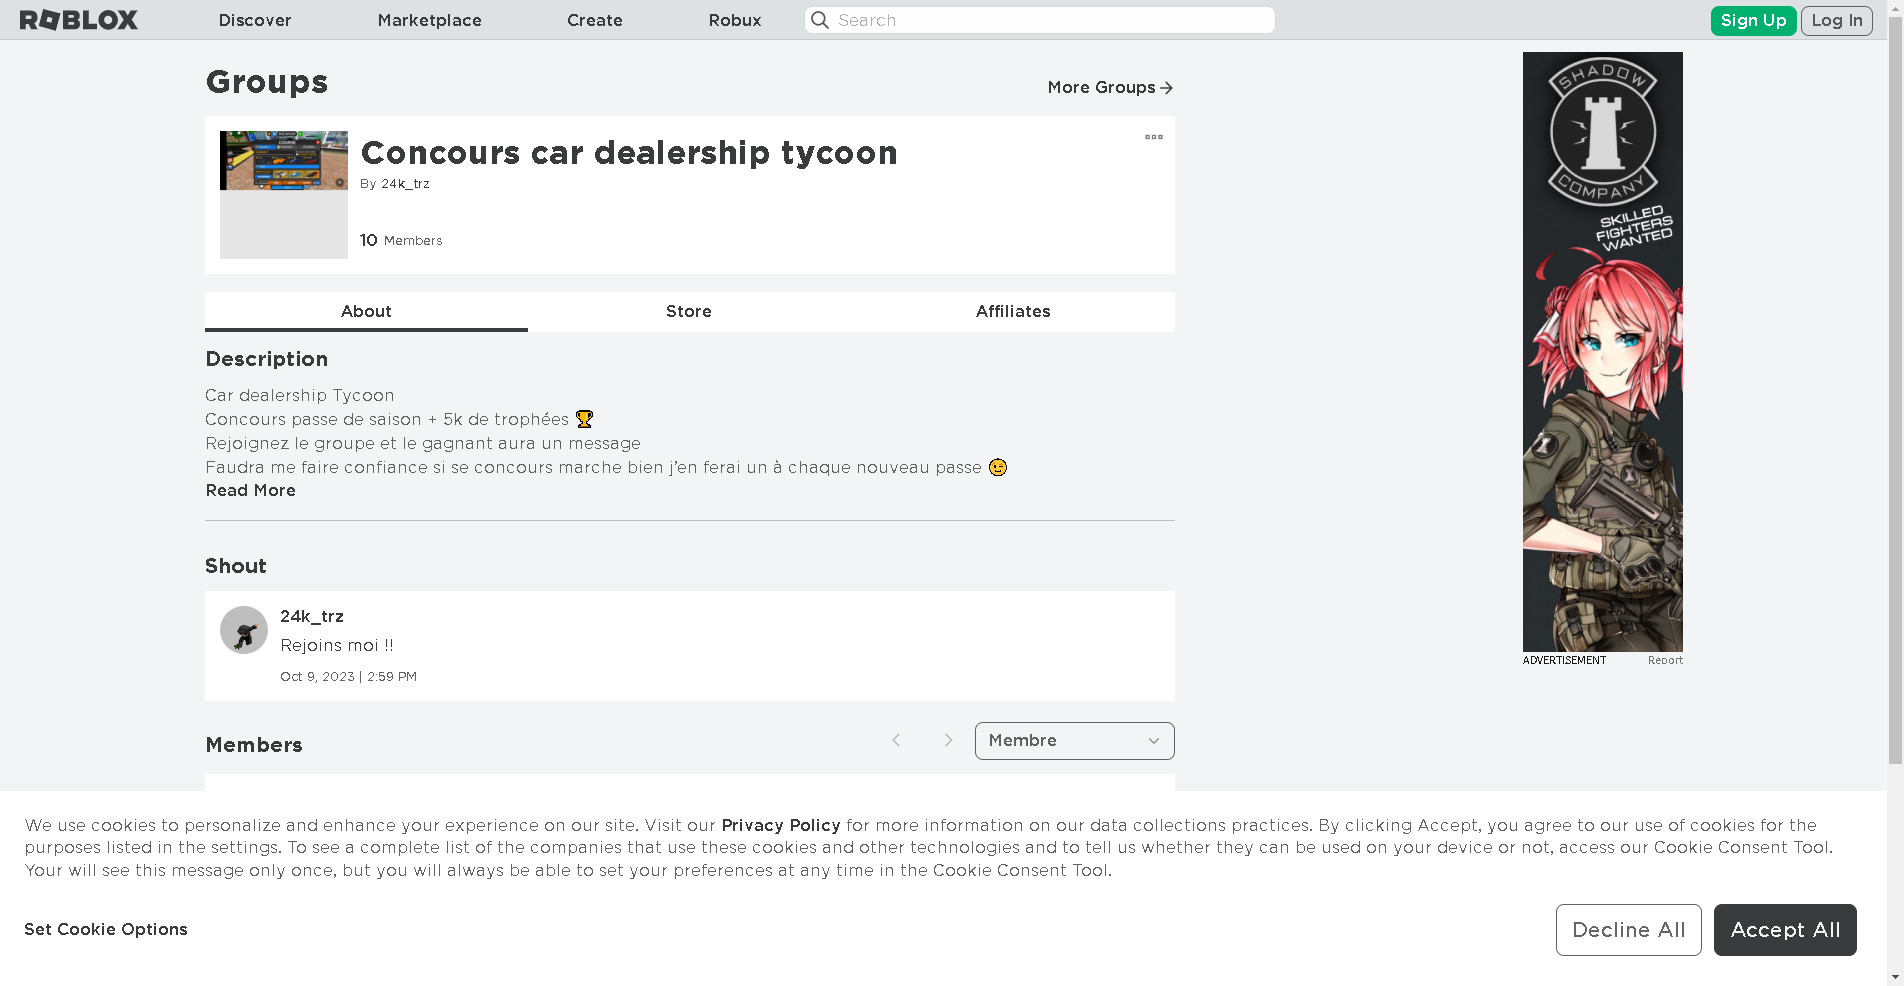 ROBLOX
Discover
Marketplace
Create
Robux
Search
Sign Up
Log In
Groups
More Groups
Concours car dealership tycoon
By 24k_trz
10 Members
About
Store
Affiliates
Description
Car dealership Tycoon
Concours passe de saison + 5k de trophées 🏆
Rejoignez le groupe et le gagnant aura un message
Faudra me faire confiance si se concours marche bien j'en ferai un à chaque nouveau passe 😉
Read More
Shout
24k_trz
Rejoins moi !!
Oct 9, 2023 | 2:59 PM
Members
Membre
SHADOW
COMPANY
SKILLED
FIGHTERS
WANTED
ADVERTISEMENT
Report
We use cookies to personalize and enhance your experience on our site. Visit our Privacy Policy for more information on our data collections practices. By clicking Accept, you agree to our use of cookies for the
purposes listed in the settings. To see a complete list of the companies that use these cookies and other technologies and to tell us whether they can be used on your device or not, access our Cookie Consent Tool.
Your will see this message only once, but you will always be able to set your preferences at any time in the Cookie Consent Tool.
Set Cookie Options
Decline All
Accept All